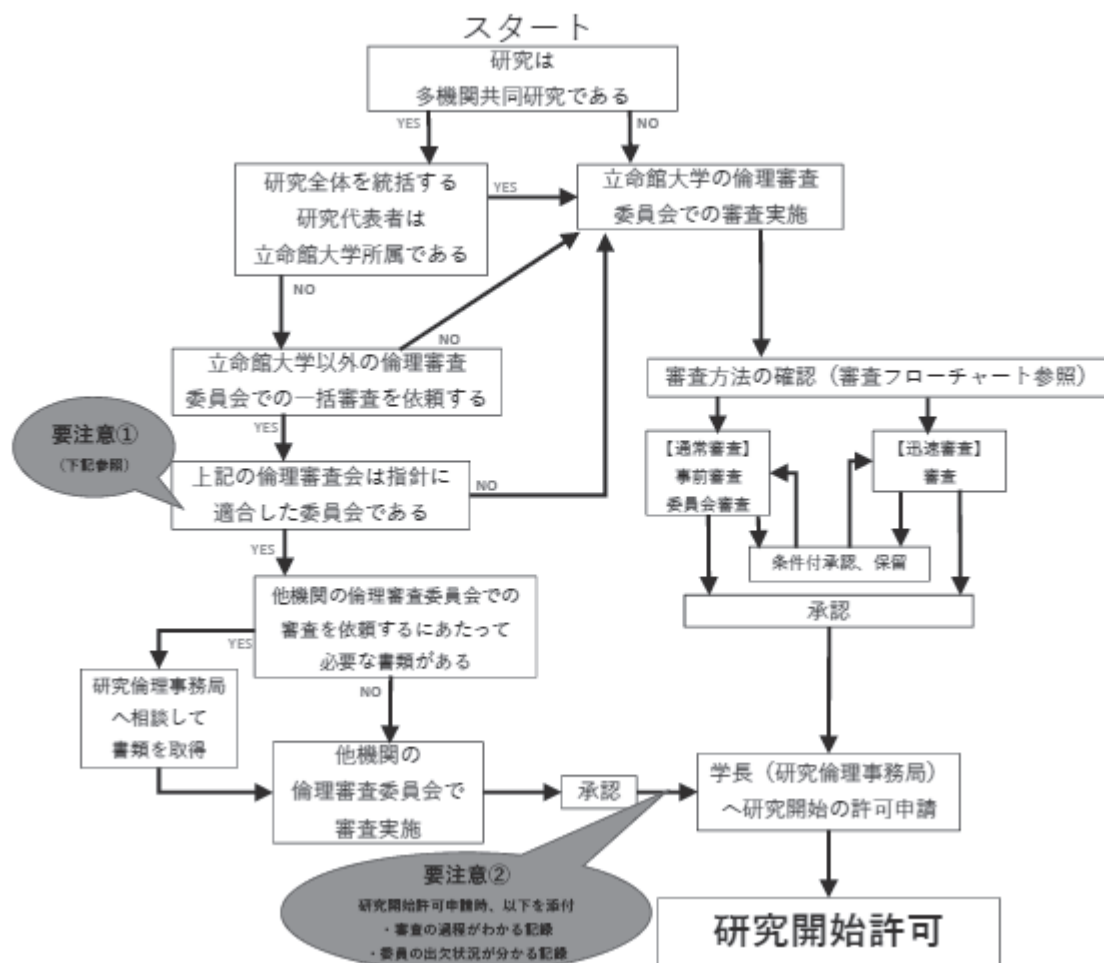 スタート
研究は
多機関共同研究である
YES
NO
研究全体を統括する
研究代表者は
立命館大学所属である
YES
立命館大学の倫理審査
委員会での審査実施
NO
NO
立命館大学以外の倫理審査
委員会での一括審査を依頼する
審査方法の確認（審査フローチャート参照）
YES
要注意①
（下記参照）
上記の倫理審査会は指針に
適合した委員会である
NO
【通常審査】
事前審査
委員会審査
【迅速審査】
審査
YES
条件付承認、保留
他機関の倫理審査委員会での
審査を依頼するにあたって
必要な書類がある
承認
YES
NO
研究倫理事務局
へ相談して
書類を取得
他機関の
倫理審査委員会で
審査実施
承認
学長（研究倫理事務局）
へ研究開始の許可申請
要注意②
研究開始許可申請時、以下を添付
・審査の過程がわかる記録
・委員の出欠状況が分かる記録
研究開始許可